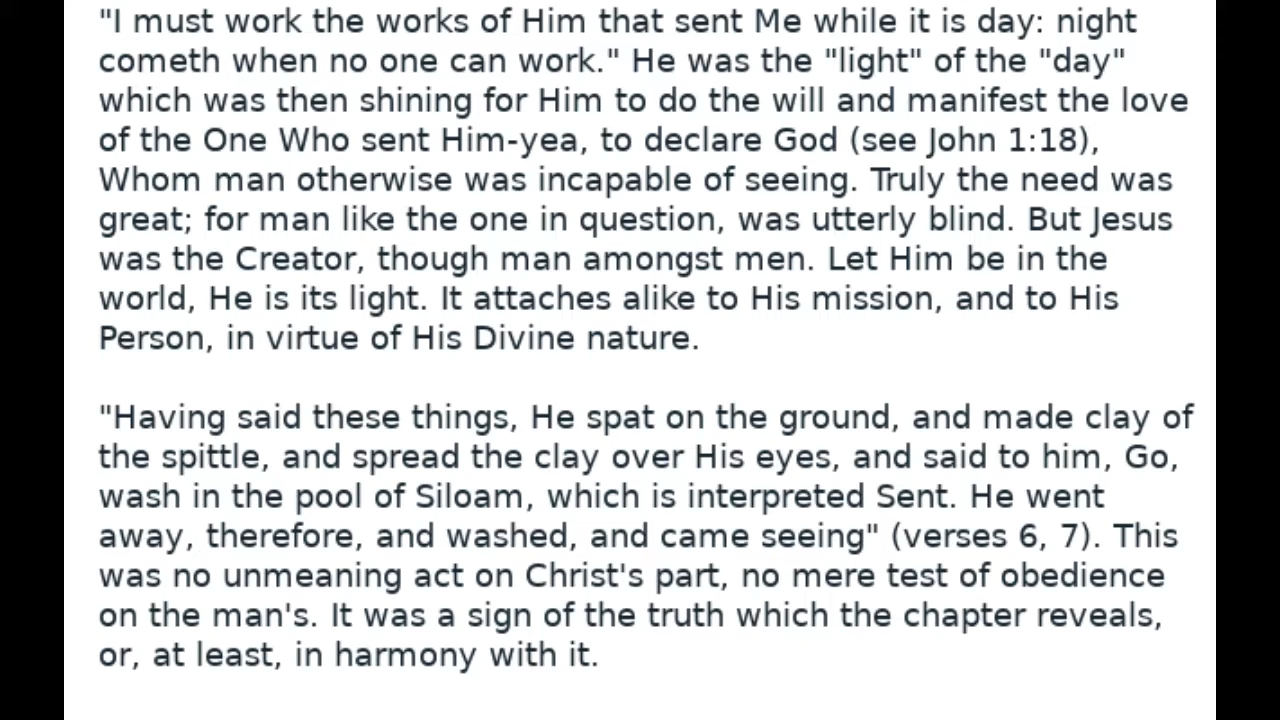 "I must work the works of Him that sent Me while it is day: night
cometh when no one can work." He was the "light" of the "day"
which was then shining for Him to do the will and manifest the love
of the One Who sent Him-yea, to declare God (see John 1:18),
Whom man otherwise was incapable of seeing. Truly the need was
great; for man like the one in question, was utterly blind. But Jesus
was the Creator, though man amongst men. Let Him be in the
world, He is its light. It attaches alike to His mission, and to His
Person, in virtue of His Divine nature.
"Having said these things, He spat on the ground, and made clay of
the spittle, and spread the clay over His eyes, and said to him, Go,
wash in the pool of Siloam, which is interpreted Sent. He went
away, therefore, and washed, and came seeing" (verses 6, 7). This
was no unmeaning act on Christ's part, no mere test of obedience
on the man's. It was a sign of the truth which the chapter reveals,
or, at least, in harmony with it.